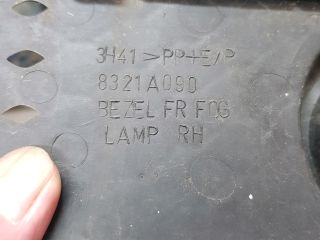 3H41 >PP+E/P
8321A090
BEZEL FR FOG
LAMP RH